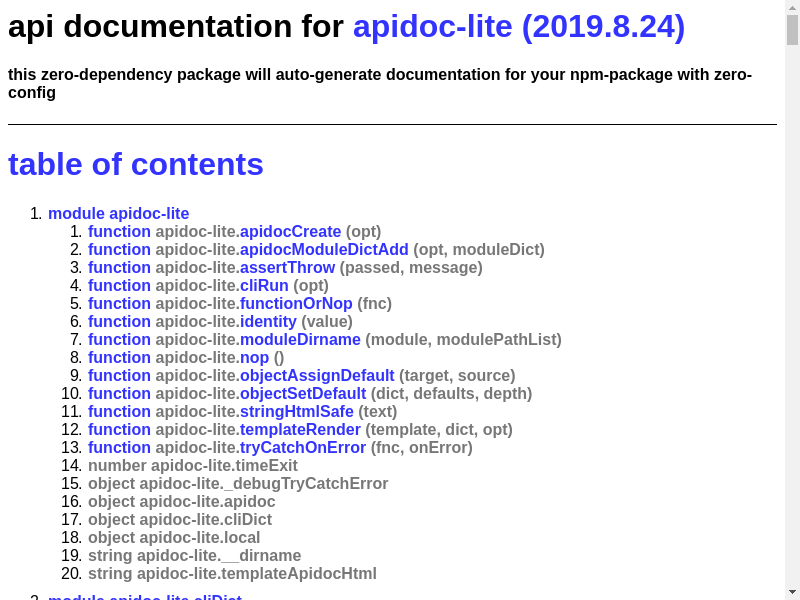 api documentation for apidoc-lite (2019.8.24)
this zero-dependency package will auto-generate documentation for your npm-package with zero-
config
table of contents
1. module apidoc-lite
1. function apidoc-lite.apidocCreate (opt)
2. function apidoc-lite.apidocModuleDictAdd (opt, moduleDict)
3. function apidoc-lite.assertThrow (passed, message)
4. function apidoc-lite.cliRun (opt)
5. function apidoc-lite.functionOrNop (fnc)
6. function apidoc-lite.identity (value)
7. function apidoc-lite.moduleDirname (module, modulePathList)
8. function apidoc-lite.nop ()
9. function apidoc-lite.objectAssignDefault (target, source)
10. function apidoc-lite.objectSetDefault (dict, defaults, depth)
11. function apidoc-lite.stringHtmlSafe (text)
12. function apidoc-lite.templateRender (template, dict, opt)
13. function apidoc-lite.tryCatchOnError (fnc, onError)
14. number apidoc-lite.timeExit
15. object apidoc-lite._debugTryCatchError
16. object apidoc-lite.apidoc
17. object apidoc-lite.cliDict
18. object apidoc-lite.local
19. string apidoc-lite.__dirname
20. string apidoc-lite.templateApidocHtml
2. module apidoc-lite.cliDict